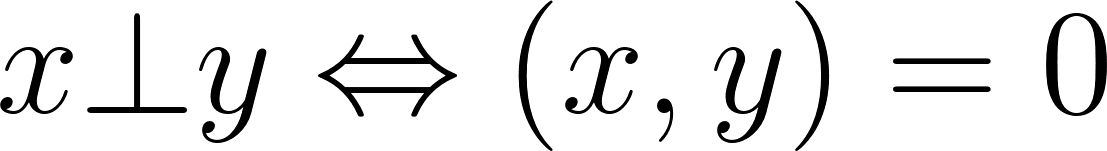 x⊥y ⇔ (x, y) = 0